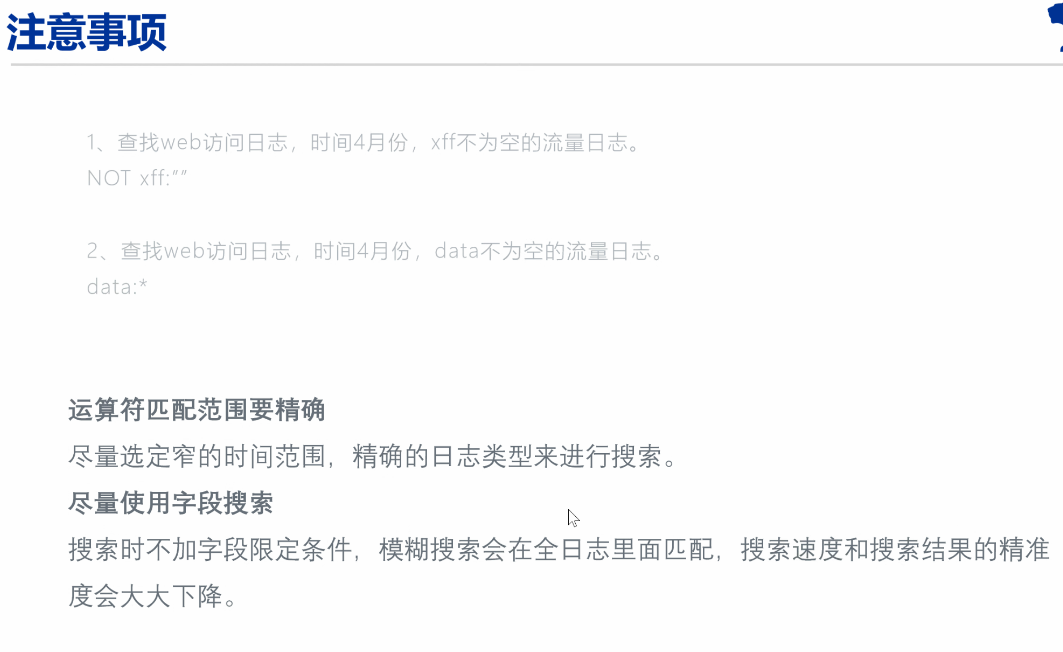 注意事项
1、查找web访问日志，时间4月份，xff不为空的流量日志。
NOT xff:””
2、查找web访问日志，时间4月份，data不为空的流量日志。
data:*
运算符匹配范围要精确
尽量选定窄的时间范围，精确的日志类型来进行搜索。
尽量使用字段搜索
搜索时不加字段限定条件，模糊搜索会在全日志里面匹配，搜索速度和搜索结果的精准
度会大大下降。